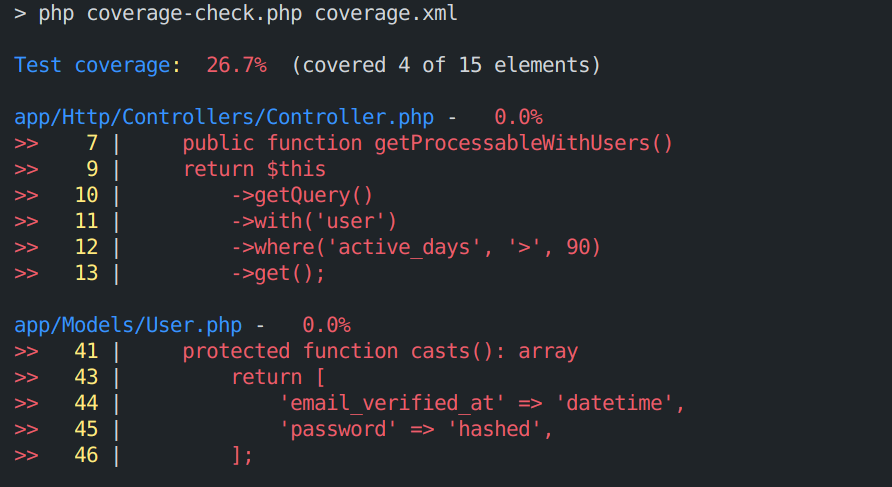 > php coverage-check.php coverage.xml
Test coverage:  26.7%  (covered 4 of 15 elements)
app/Http/Controllers/Controller.php -   0.0%
>>    7 |     public function getProcessableWithUsers()
>>    9 |     return $this
>>   10 |         ->getQuery()
>>   11 |         ->with('user')
>>   12 |         ->where('active_days', '>', 90)
>>   13 |         ->get();
app/Models/User.php -   0.0%
>>   41 |     protected function casts(): array
>>   43 |         return [
>>   44 |             'email_verified_at' => 'datetime',
>>   45 |             'password' => 'hashed',
>>   46 |         ];